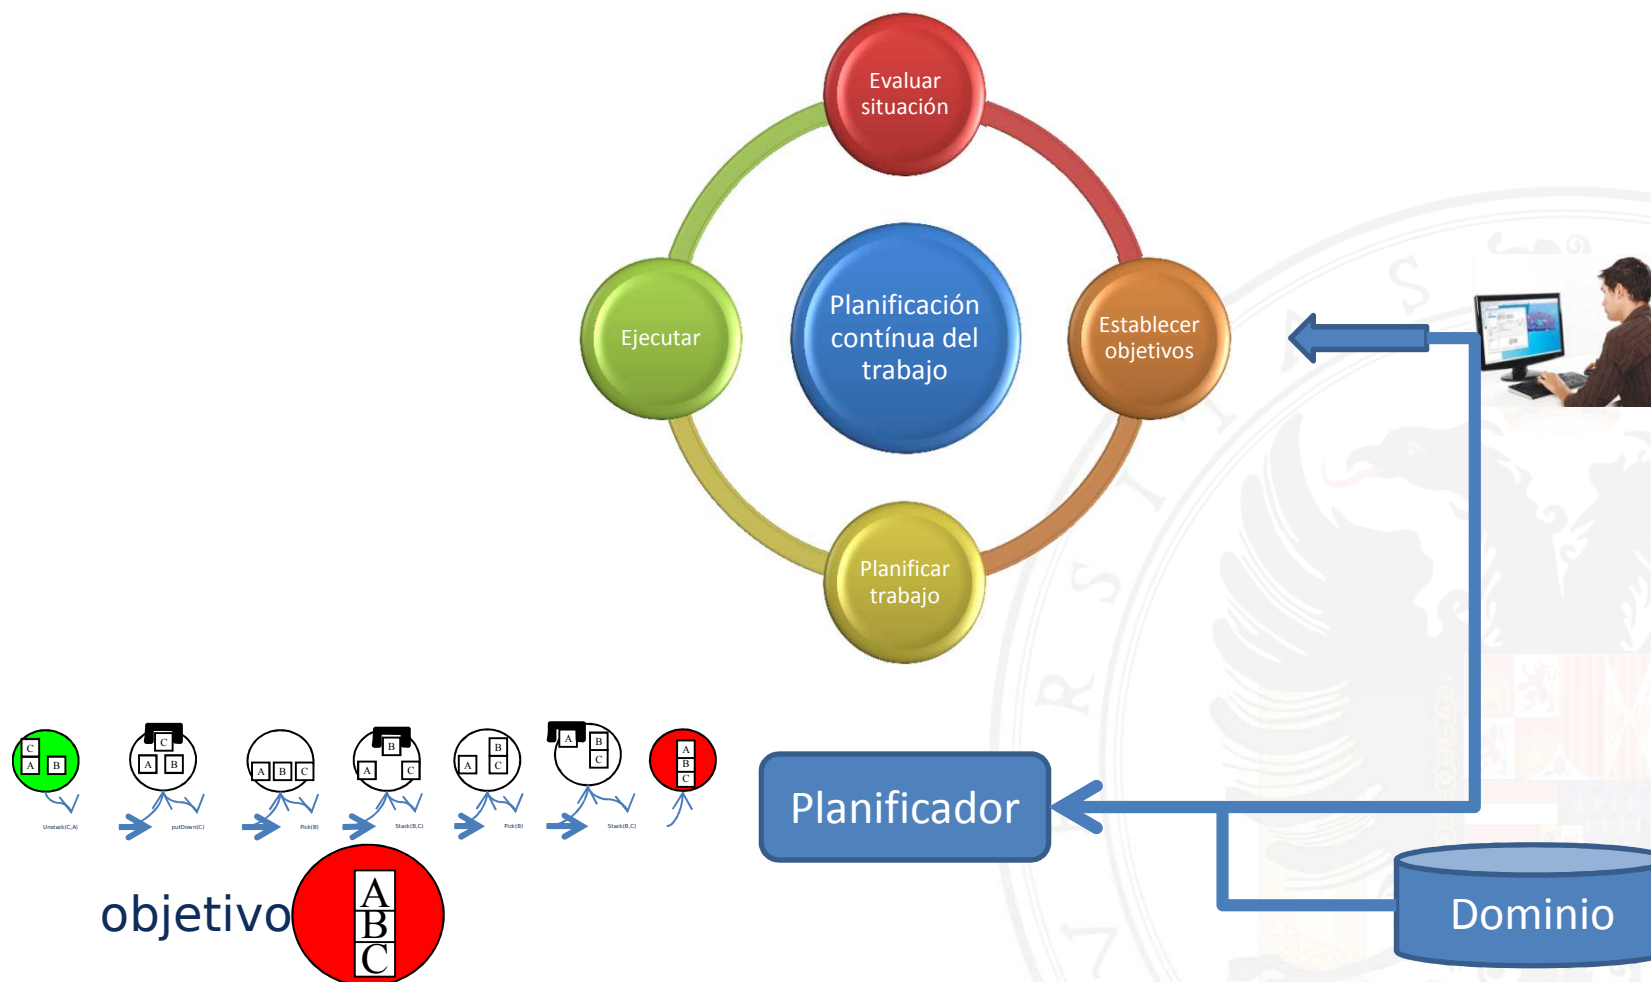 Evaluar
situación
Planificación
contínua del
trabajo
Ejecutar
Establecer
objetivos
Planificar
trabajo
C
A B
C
A B
A B C
B
A C
B
A C
A B
C
A
B
C
Unstack(C,A)
putDown(C)
Pick(B)
Stack(B,C)
Pick(B)
Stack(B,C)
Planificador
objetivo
A
B
C
Dominio